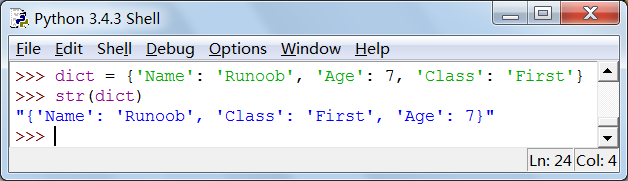 Python 3.4.3 Shell
File Edit Shell Debug Options Window Help
>>> dict = {'Name': 'Runoob', 'Age': 7, 'Class': 'First'}
>>> str(dict)
"{'Name': 'Runoob', 'Class': 'First', 'Age': 7}"
>>>
Ln: 24 Col: 4